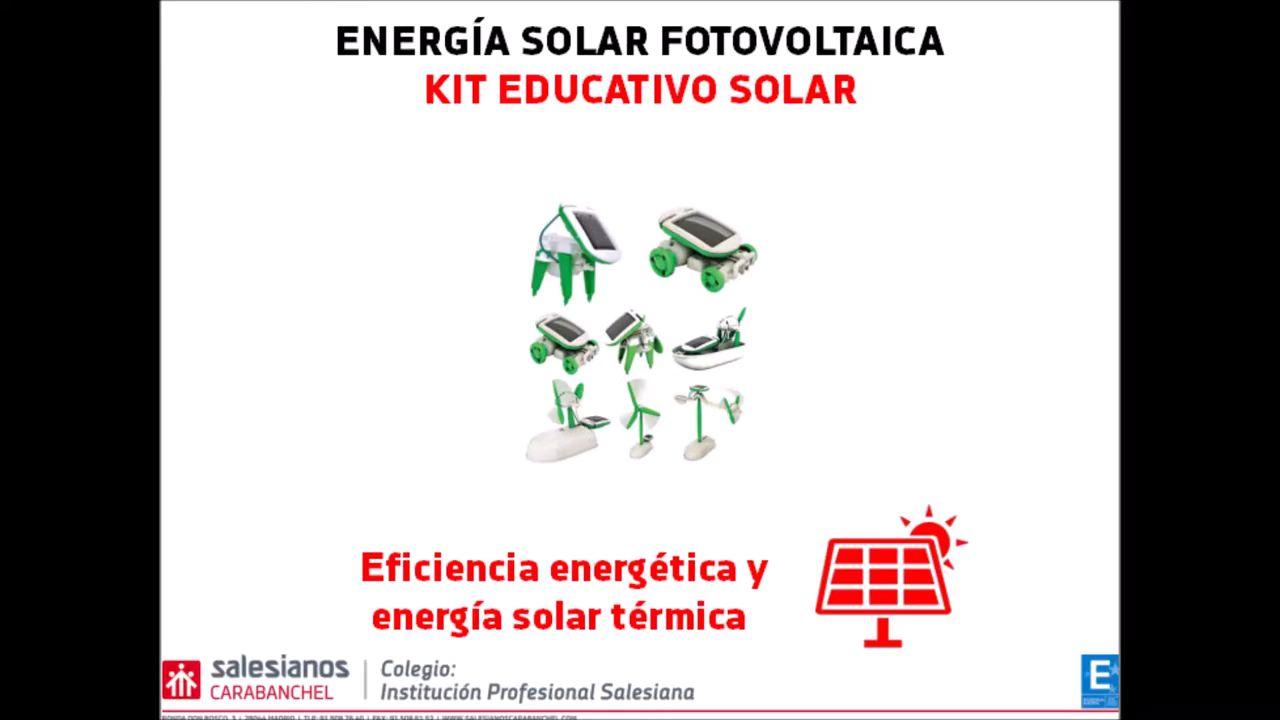 ENERGÍA SOLAR FOTOVOLTAICA
KIT EDUCATIVO SOLAR
Eficiencia energética y
energía solar térmica
salesianos
CARABANCHEL
Colegio:
Institución Profesional Salesiana
E